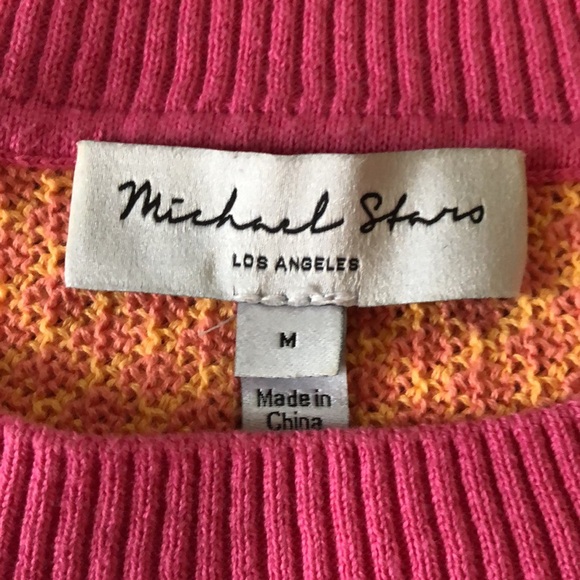 Michael Stars
LOS ANGELES
M
Made in
China